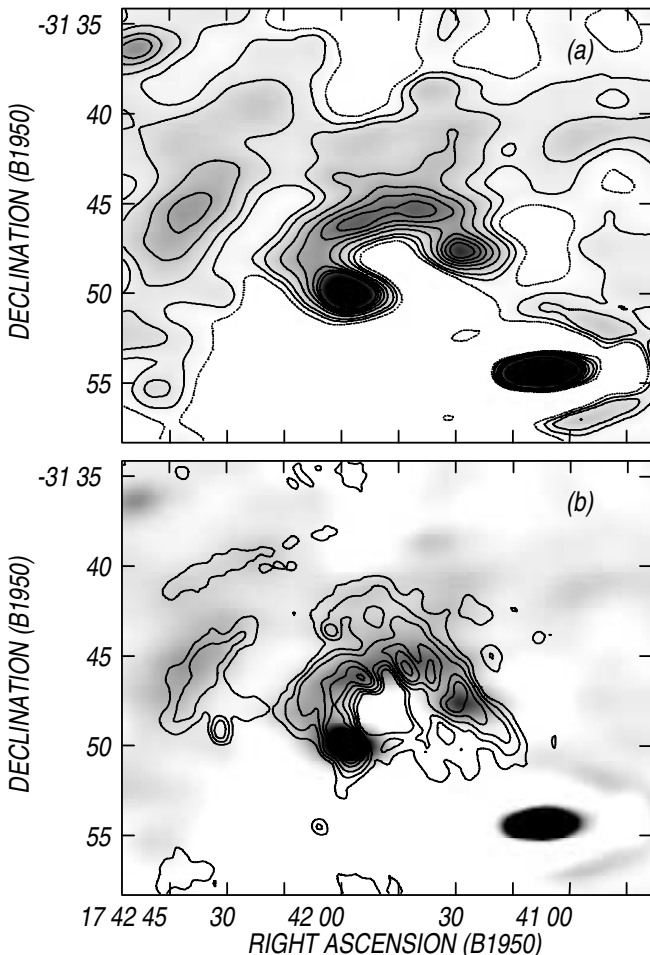 -31 35
(a)
40
45
50
55
DECLINATION (B1950)
-31 35
(b)
40
45
50
55
DECLINATION (B1950)
17 42 45 30 42 00 30 41 00
RIGHT ASCENSION (B1950)